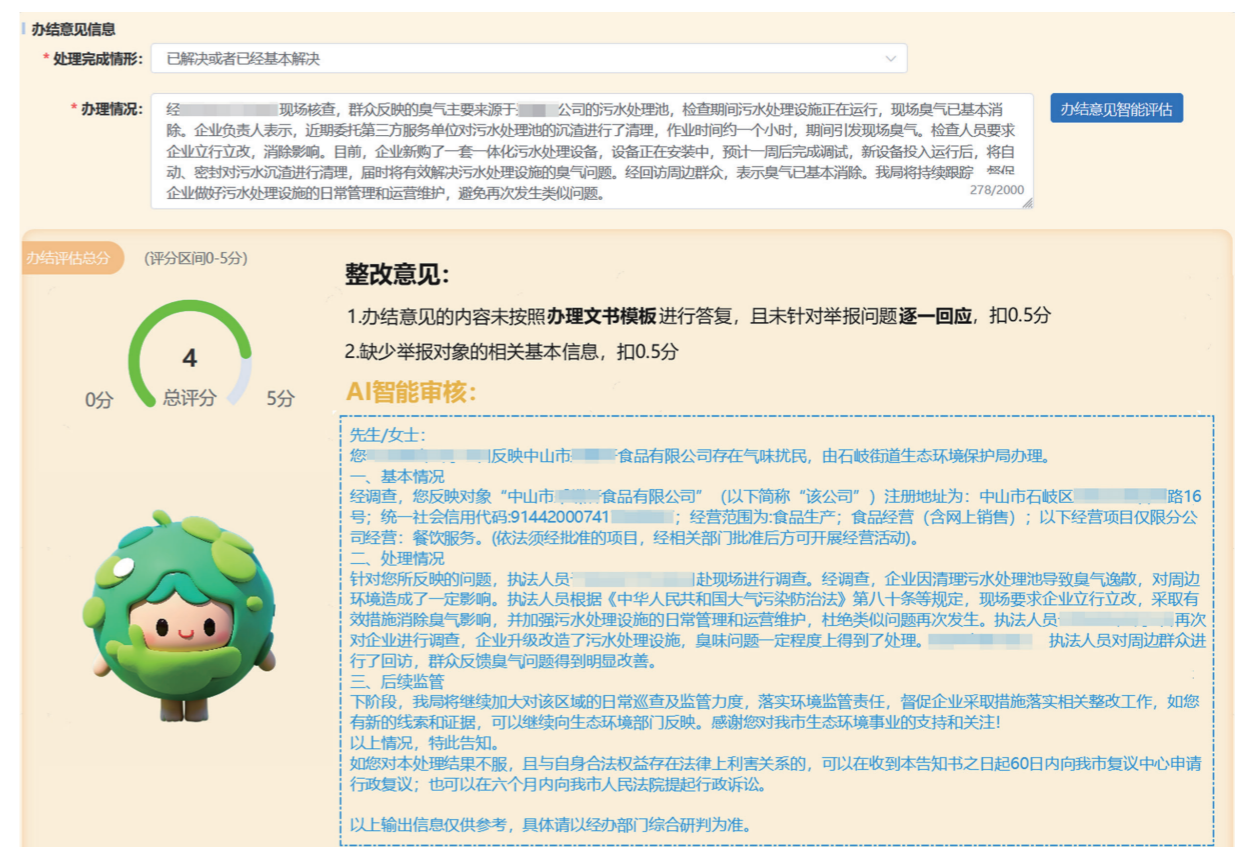 办结意见信息
* 处理完成情形: 已解决或者已经基本解决
* 办理情况: 经 现场核查，群众反映的臭气主要来源于 公司的污水处理池，检查期间污水处理设施正在运行，现场臭气已基本消
办结意见智能评估
除。企业负责人表示，近期委托第三方服务单位对污水处理池的沉渣进行了清理，作业时间约一个小时，期间引发现场臭气。检查人员要求
企业立行立改，消除影响。目前，企业新购了一套一体化污水处理设备，设备正在安装中，预计一周后完成调试，新设备投入运行后，将自
动、密封对污水沉渣进行清理，届时将有效解决污水处理设施的臭气问题。经回访周边群众，表示臭气已基本消除。我局将持续跟踪
企业做好污水处理设施的日常管理和运营维护，避免再次发生类似问题。
278/2000
办结评估总分 (评分区间0-5分)
4
总评分
0分
5分
整改意见：
1.办结意见的内容未按照办理文书模板进行答复，且未针对举报问题逐一回应，扣0.5分
2.缺少举报对象的相关基本信息，扣0.5分
AI智能审核：
先生/女士：
您 反映中山市 食品有限公司存在气味扰民，由石岐街道生态环境保护局办理。
一、基本情况
经调查，您反映对象“中山市 食品有限公司”（以下简称“该公司”）注册地址为：中山市石岐区 路16
号；统一社会信用代码:91442000741 ；经营范围为:食品生产；食品经营（含网上销售）；以下经营项目仅限分公
司经营：餐饮服务。(依法须经批准的项目，经相关部门批准后方可开展经营活动)。
二、处理情况
针对您所反映的问题，执法人员 赴现场进行调查。经调查，企业因清理污水处理池导致臭气逸散，对周边
环境造成了一定影响。执法人员根据《中华人民共和国大气污染防治法》第八十条等规定，现场要求企业立行立改，采取有
效措施消除臭气影响，并加强污水处理设施的日常管理和运营维护，杜绝类似问题再次发生。执法人员 再次
对企业进行调查，企业升级改造了污水处理设施，臭味问题一定程度上得到了处理。 执法人员对周边群众进
行了回访，群众反馈臭气问题得到明显改善。
三、后续监管
下阶段，我局将继续加大对该区域的日常巡查及监管力度，落实环境监管责任，督促企业采取措施落实相关整改工作，如您
有新的线索和证据，可以继续向生态环境部门反映。感谢您对我市生态环境事业的支持和关注！
以上情况，特此告知。
如您对本处理结果不服，且与自身合法权益存在法律上利害关系的，可以在收到本告知书之日起60日内向我市复议中心申请
行政复议；也可以在六个月内向我市人民法院提起行政诉讼。
以上输出信息仅供参考，具体请以经办部门综合研判为准。